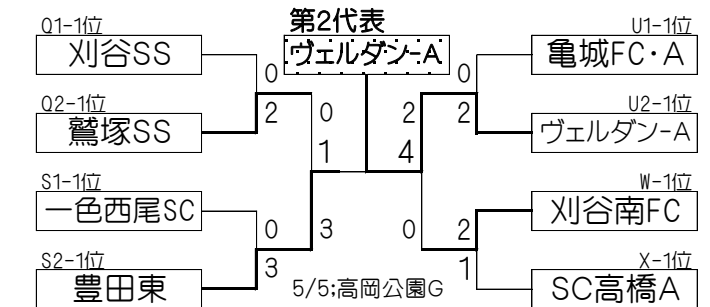 第2代表
ヴェルダン-A
Q1-1位
刈谷SS
0
2
Q2-1位
鷲塚SS
0
1
3
S1-1位
一色西尾SC
0
3
S2-1位
豊田東
U1-1位
亀城FC・A
0
2
U2-1位
ヴェルダン-A
2
4
0
W-1位
刈谷南FC
2
1
X-1位
SC高橋A
5/5;高岡公園G